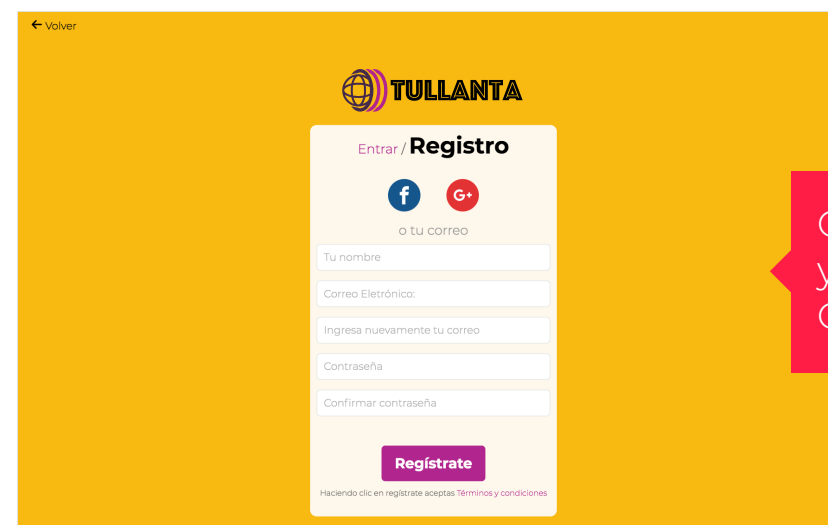 ← Volver
TULLANTA
Entrar / Registro
f G+
o tu correo
Tu nombre
Correo Eletrónico:
Ingresa nuevamente tu correo
Contraseña
Confirmar contraseña
Regístrate
Haciendo clic en regístrate aceptas Términos y condiciones